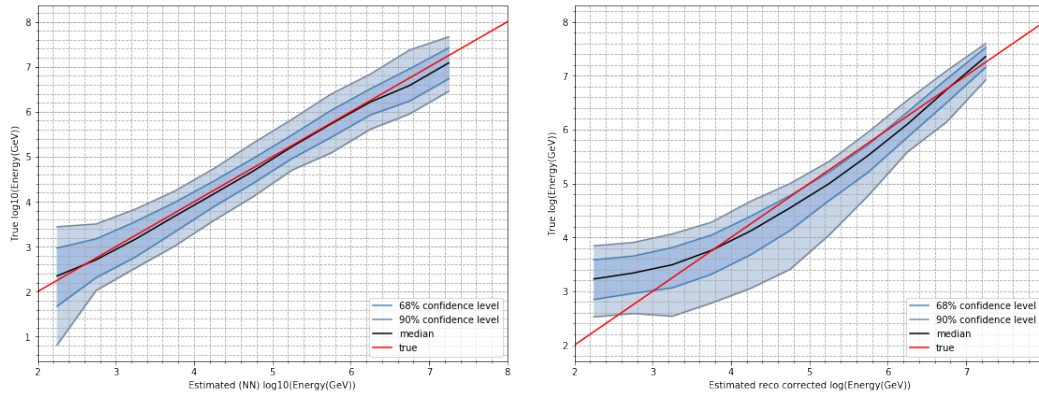 True log10(Energy(GeV))
8
7
6
5
4
3
2
1
2 3 4 5 6 7 8
Estimated (NN) log10(Energy(GeV))
68% confidence level
90% confidence level
median
true
True log(Energy(GeV))
8
7
6
5
4
3
2
2 3 4 5 6 7
Estimated reco corrected log(Energy(GeV))
68% confidence level
90% confidence level
median
true